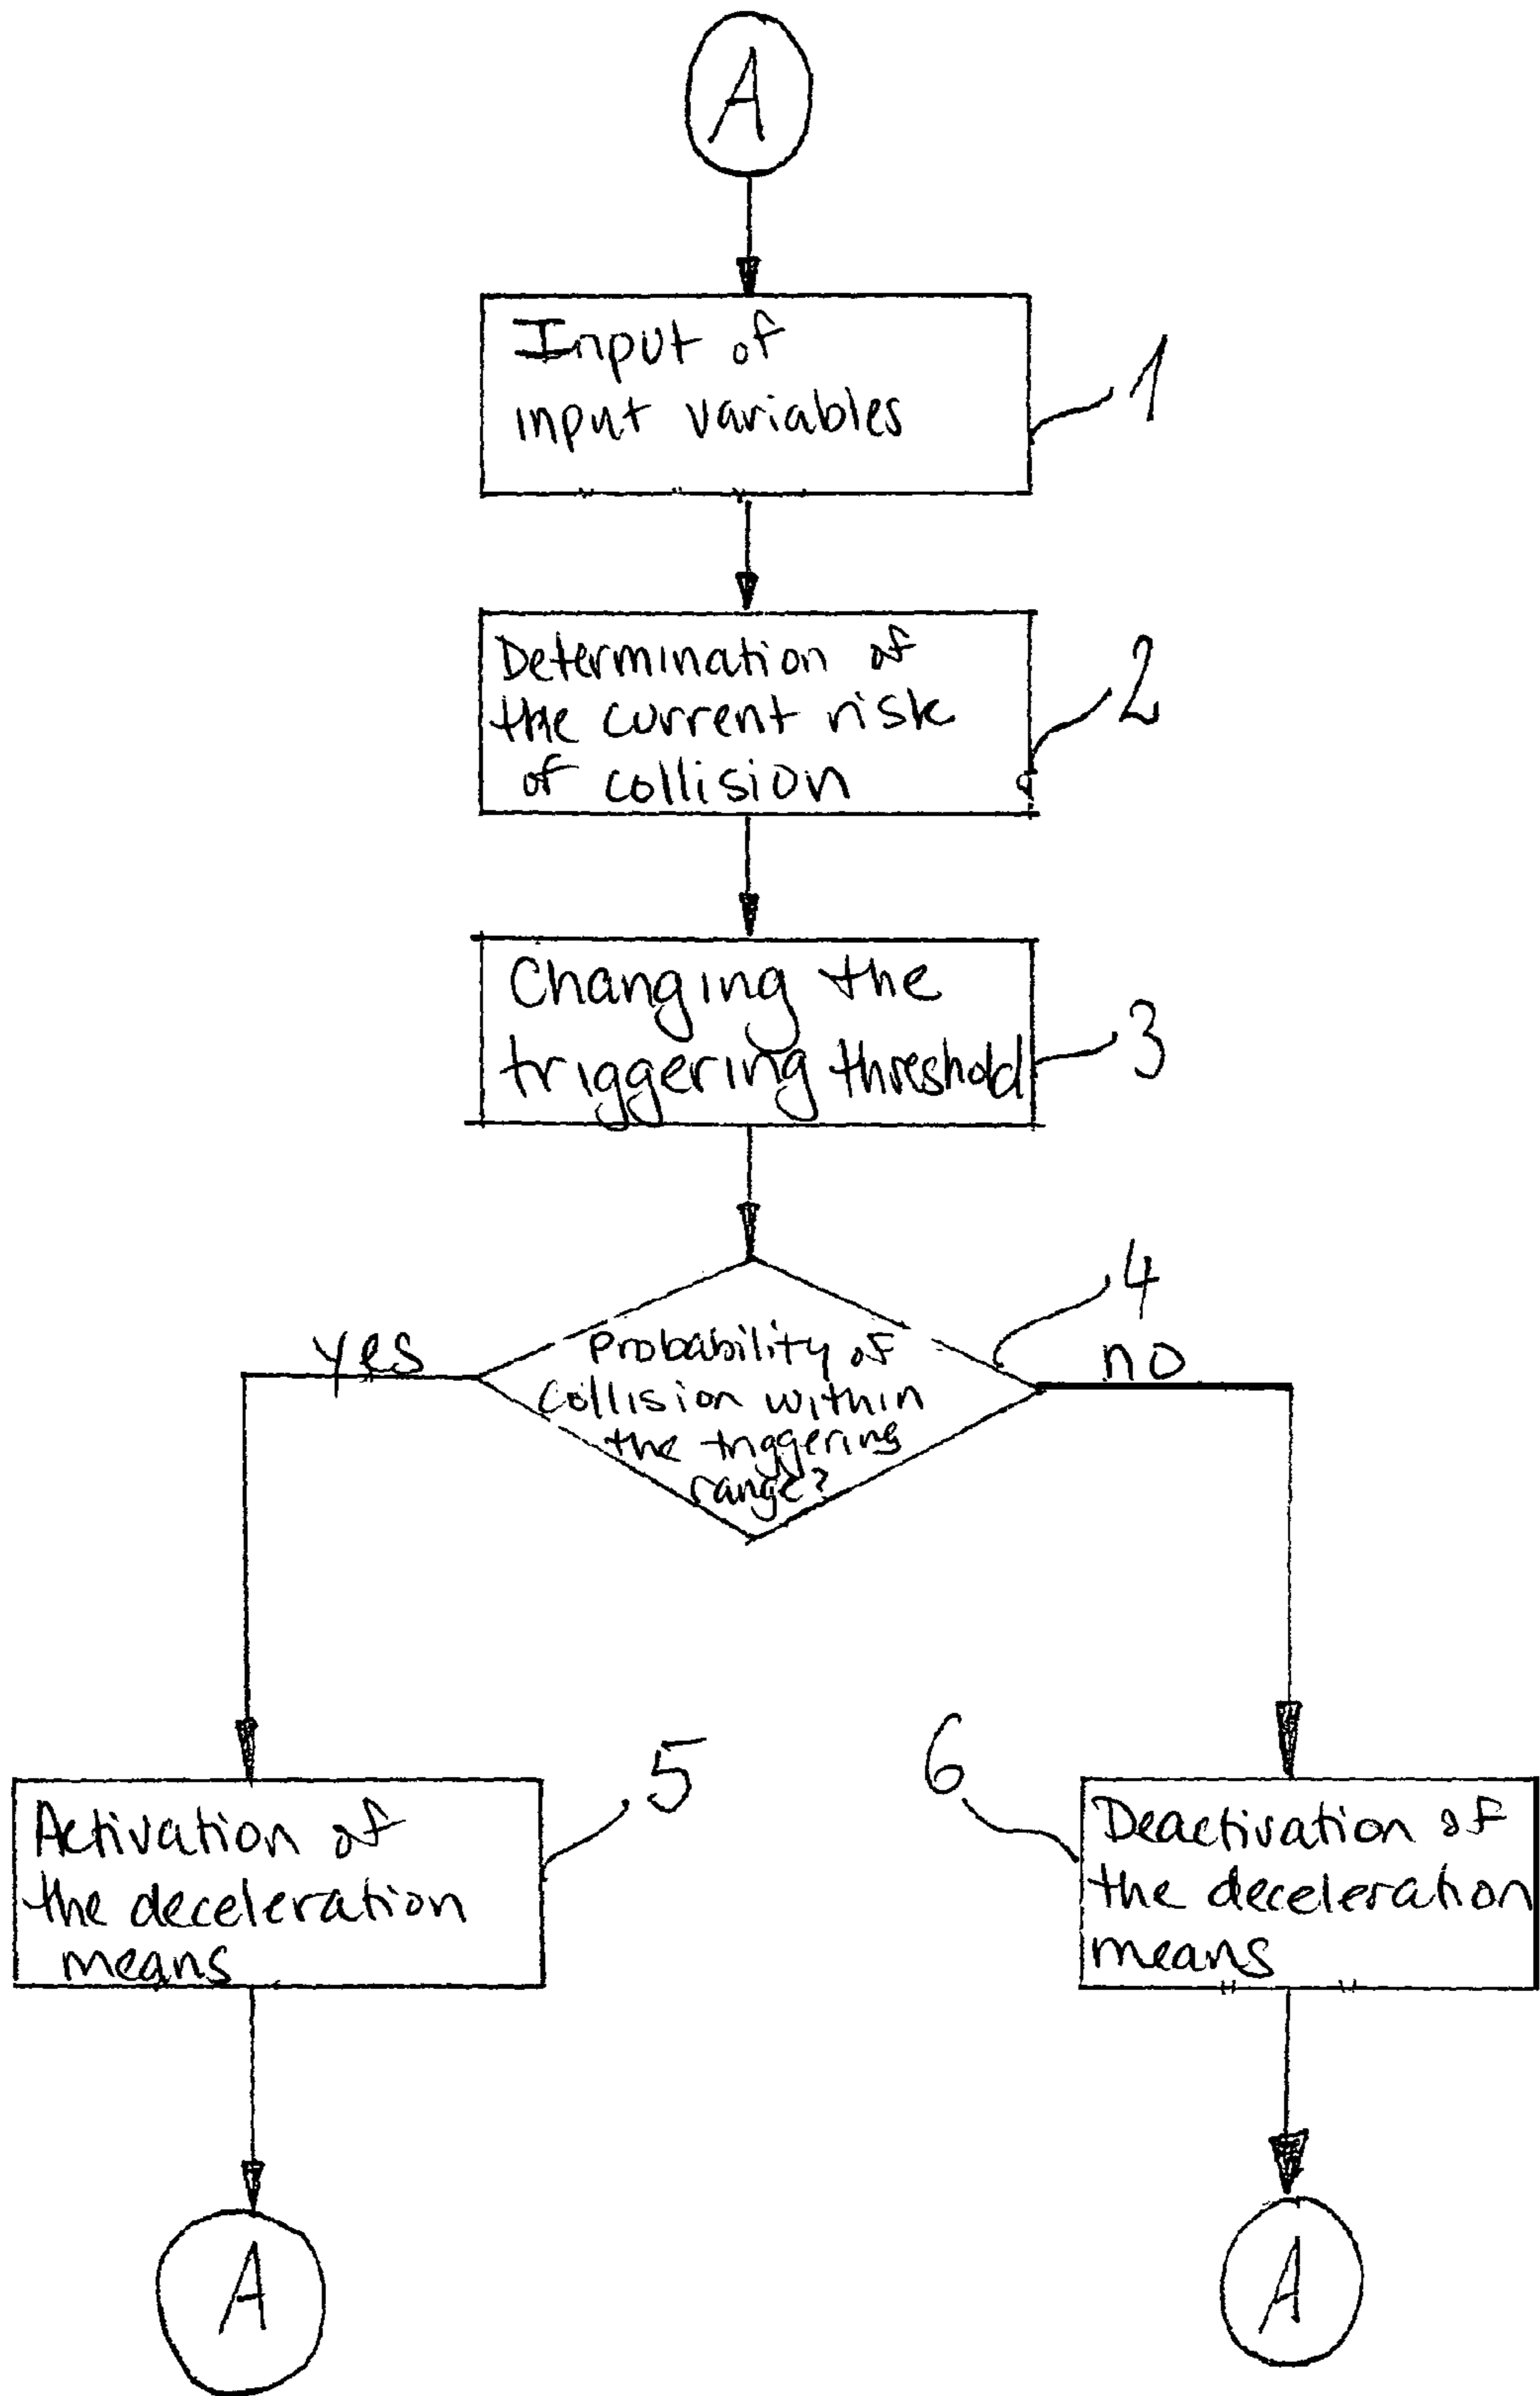 A
Input of
input variables
1
Determination of
the current risk
of collision
2
Changing the
triggering threshold
3
4
yes
no
Probability of
collision within
the triggering
range?
5
6
Activation of
the deceleration
means
Deactivation of
the deceleration
means
A
A